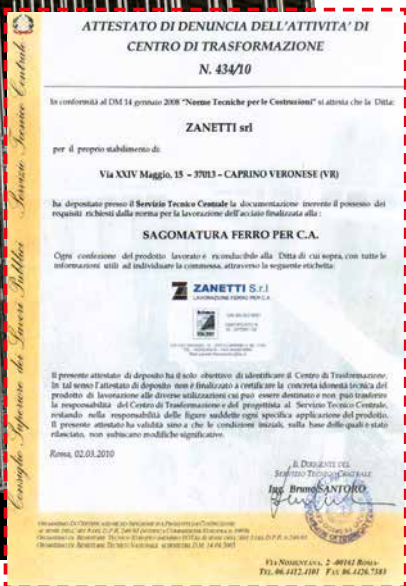 Consiglio Superiore dei Lavori Pubblici Servizio Tecnico Centrale
ATTESTATO DI DENUNCIA DELL'ATTIVITA' DI
CENTRO DI TRASFORMAZIONE
N. 434/10
In conformità al DM 14 gennaio 2008 "Norme Tecniche per le Costruzioni" si attesta che la Ditta:
ZANETTI srl
per il proprio stabilimento di:
Via XXIV Maggio, 15 – 37013 – CAPRINO VERONESE (VR)
ha depositato presso il Servizio Tecnico Centrale la documentazione inerente il possesso dei
requisiti richiesti dalla norma per la lavorazione dell'acciaio finalizzata alla :
SAGOMATURA FERRO PER C.A.
Ogni confezione del prodotto lavorato è riconducibile alla Ditta di cui sopra, con tutte le
informazioni utili ad individuare la commessa, attraverso la seguente etichetta:
ZANETTI S.r.l
LAVORAZIONE FERRO PER C.A.
Il presente attestato di deposito ha il solo obiettivo di identificare il Centro di Trasformazione.
In tal senso l'attestato di deposito non è finalizzato a certificare la concreta idoneità tecnica del
prodotto di lavorazione alle diverse utilizzazioni cui può essere destinato e non può trasferire
la responsabilità del Centro di Trasformazione e del progettista al Servizio Tecnico Centrale,
restando nella responsabilità delle figure suddette ogni specifica applicazione del prodotto.
Il presente attestato ha validità sino a che le condizioni iniziali, sulla base delle quali è stato
rilasciato, non subiscano modifiche significative.
Roma, 02.03.2010
IL DIRIGENTE DEL
SERVIZIO TECNICO CENTRALE
Ing. Bruno SANTORO
VIA NOMENTANA, 2 -00161 ROMA-
TEL. 06.4412.4101 FAX 06.4426.7383